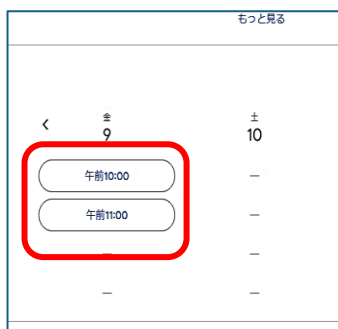 もっと見る
< 金 土
9 10
午前10:00 —
午前11:00 —
— —
— —